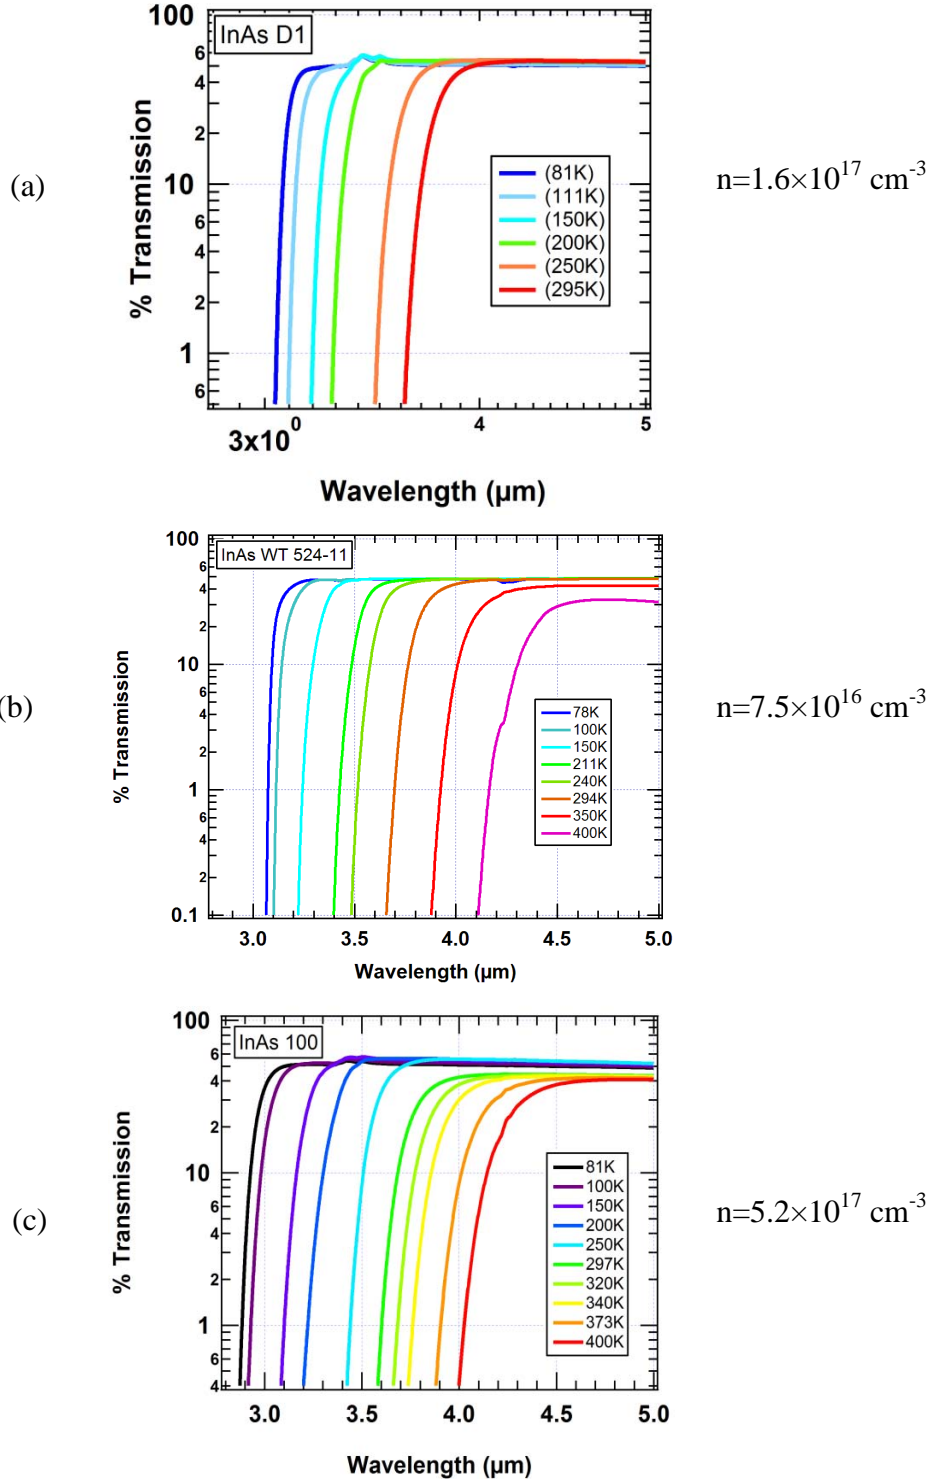 100
InAs D1
6
4
2
10
6
4
2
1
6
(81K)
(111K)
(150K)
(200K)
(250K)
(295K)
% Transmission
3x10⁰
4
5
Wavelength (µm)
(a)
n=1.6×10¹⁷ cm⁻³
100
InAs WT 524-11
6
4
2
10
6
4
2
1
6
4
2
0.1
78K
100K
150K
211K
240K
294K
350K
400K
% Transmission
3.0 3.5 4.0 4.5 5.0
Wavelength (µm)
(b)
n=7.5×10¹⁶ cm⁻³
100
InAs 100
6
4
2
10
6
4
2
1
6
4
81K
100K
150K
200K
250K
297K
320K
340K
373K
400K
% Transmission
3.0 3.5 4.0 4.5 5.0
Wavelength (µm)
(c)
n=5.2×10¹⁷ cm⁻³